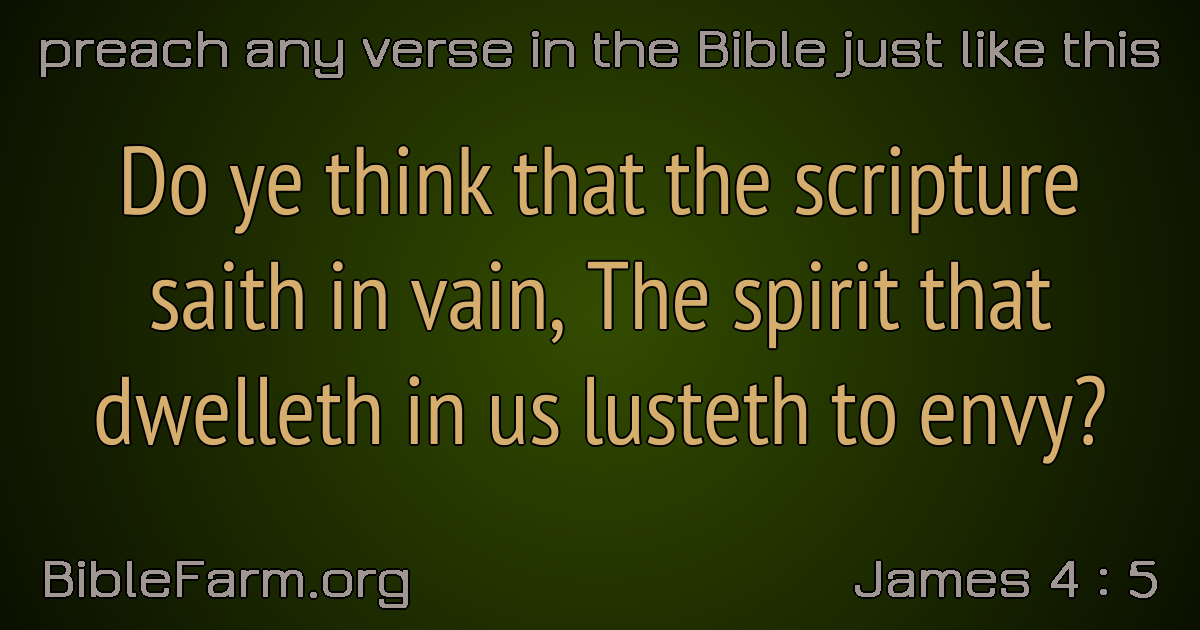 preach any verse in the Bible just like this
Do ye think that the scripture
saith in vain, The spirit that
dwelleth in us lusteth to envy?
BibleFarm.org
James 4 : 5